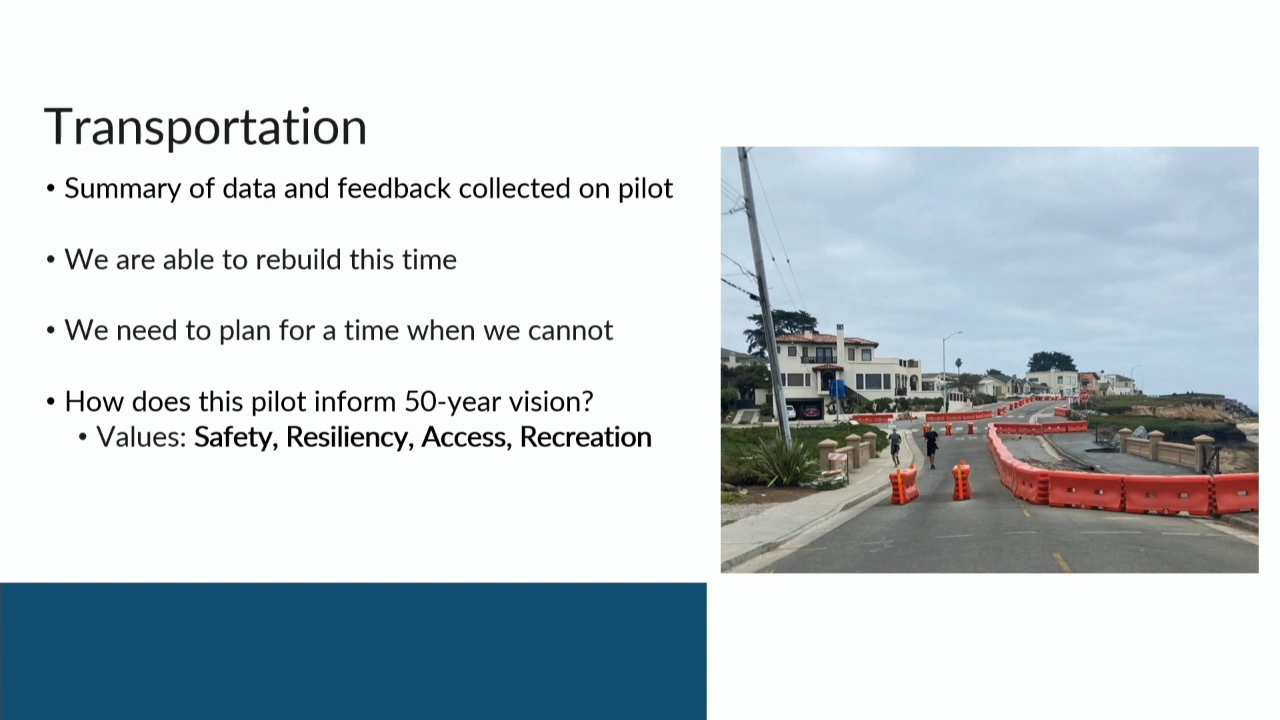 Transportation
• Summary of data and feedback collected on pilot
• We are able to rebuild this time
• We need to plan for a time when we cannot
• How does this pilot inform 50-year vision?
• Values: Safety, Resiliency, Access, Recreation